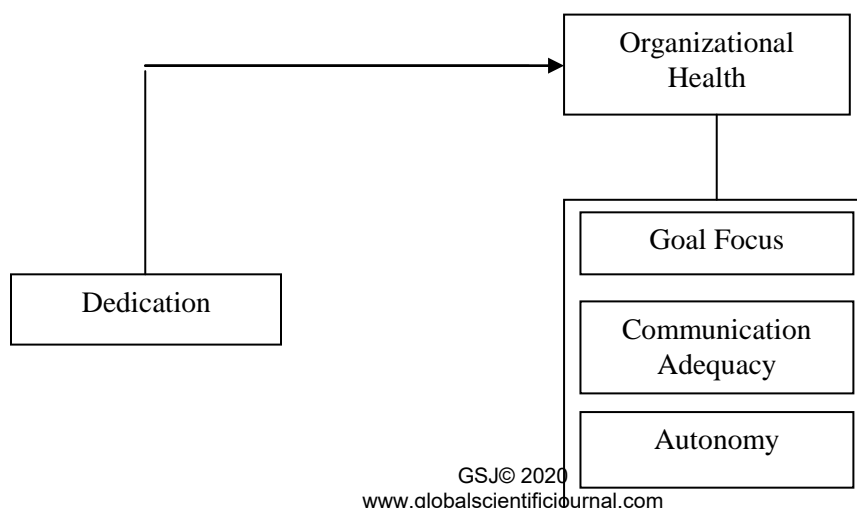 Organizational
Health
Goal Focus
Dedication
Communication
Adequacy
Autonomy
GSJ© 2020
www.globalscientificjournal.com